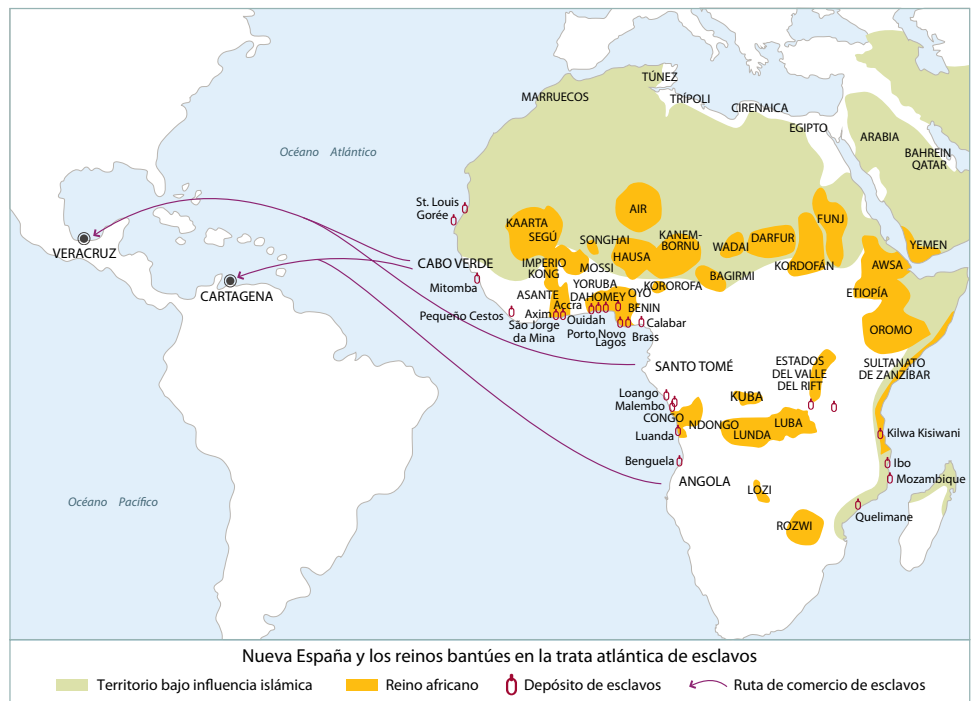 TÚNEZ
MARRUECOS
TRÍPOLI
CIRENAICA
EGIPTO
ARABIA
BAHREIN
QATAR
Océano Atlántico
St. Louis
Gorée
KAARTA
SEGÚ
AIR
SONGHAI
HAUSA
KANEM-
BORNU
WADAI
DARFUR
FUNJ
KORDOFÁN
YEMEN
AWSA
VERACRUZ
CABO VERDE
IMPERIO
KONG
MOSSI
BAGIRMI
Mitomba
CARTAGENA
YORUBA
DAHOMEY
OYO
KOROROFA
ETIOPÍA
ASANTE
Accra
BENIN
Pequeño Cestos
Axim
São Jorge
da Mina
Ouidah
Porto Novo
Lagos
Brass
Calabar
OROMO
SANTO TOMÉ
ESTADOS
DEL VALLE
DEL RIFT
SULTANATO
DE ZANZÍBAR
Loango
Malembo
CONGO
KUBA
NDONGO
LUNDA
LUBA
Luanda
Kilwa Kisiwani
Benguela
Ibo
Mozambique
ANGOLA
LOZI
Quelimane
ROZWI
Océano Pacífico
Nueva España y los reinos bantúes en la trata atlántica de esclavos
Territorio bajo influencia islámica
Reino africano
Depósito de esclavos
Ruta de comercio de esclavos